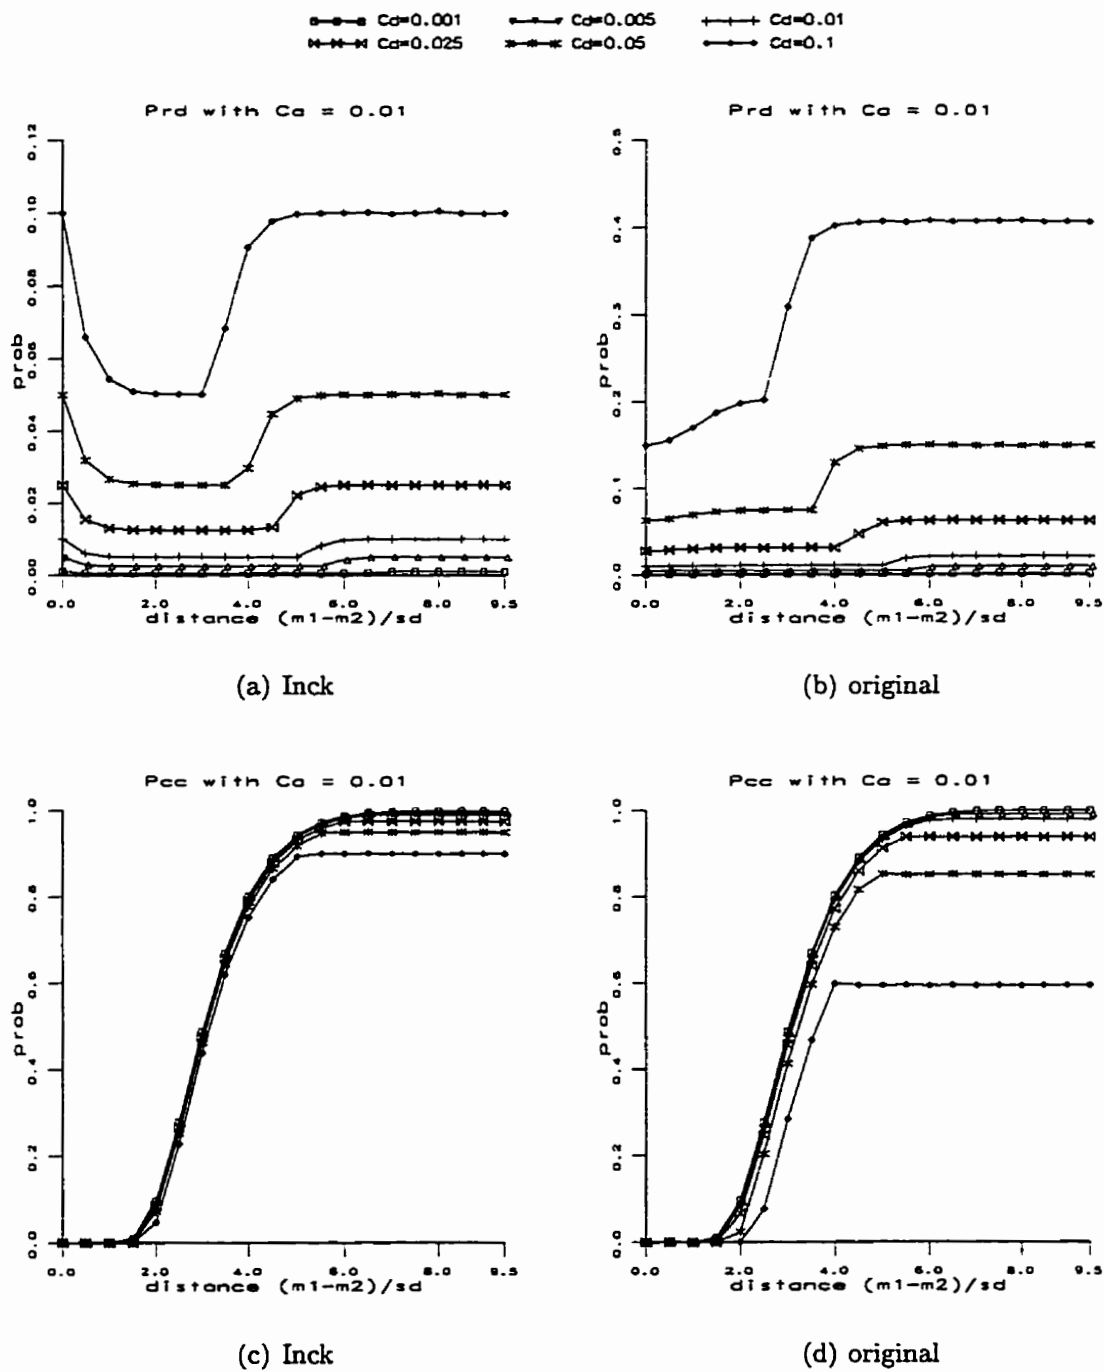 Cd=0.001 Cd=0.005 Cd=0.01
Cd=0.025 Cd=0.05 Cd=0.1
Prd with Ca = 0.01
prob
0.00 0.02 0.04 0.06 0.08 0.10 0.12
0.0 2.0 4.0 6.0 8.0 9.5
distance (m1-m2)/sd
(a) Inck
Prd with Ca = 0.01
prob
0.0 0.1 0.2 0.3 0.4 0.5
0.0 2.0 4.0 6.0 8.0 9.5
distance (m1-m2)/sd
(b) original
Pcc with Ca = 0.01
prob
0.0 0.2 0.4 0.6 0.8 1.0
0.0 2.0 4.0 6.0 8.0 9.5
distance (m1-m2)/sd
(c) Inck
Pcc with Ca = 0.01
prob
0.0 0.2 0.4 0.6 0.8 1.0
0.0 2.0 4.0 6.0 8.0 9.5
distance (m1-m2)/sd
(d) original